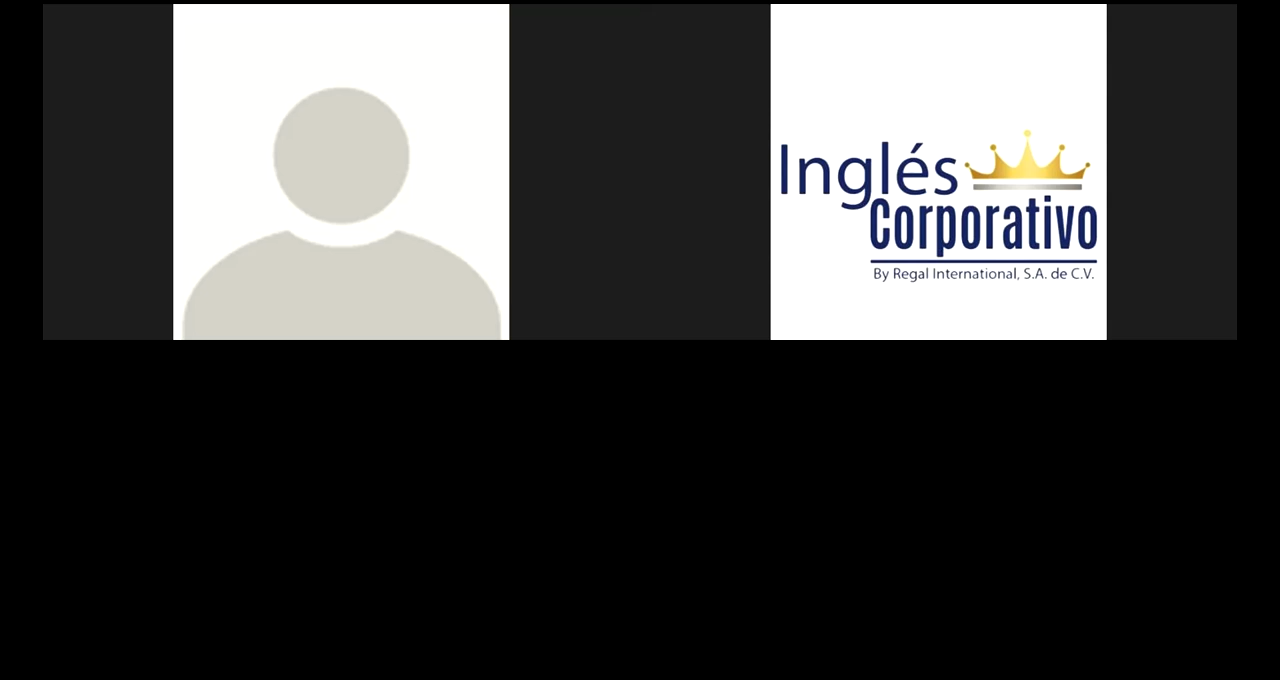 Inglés
Corporativo
By Regal International, S.A. de C.V.